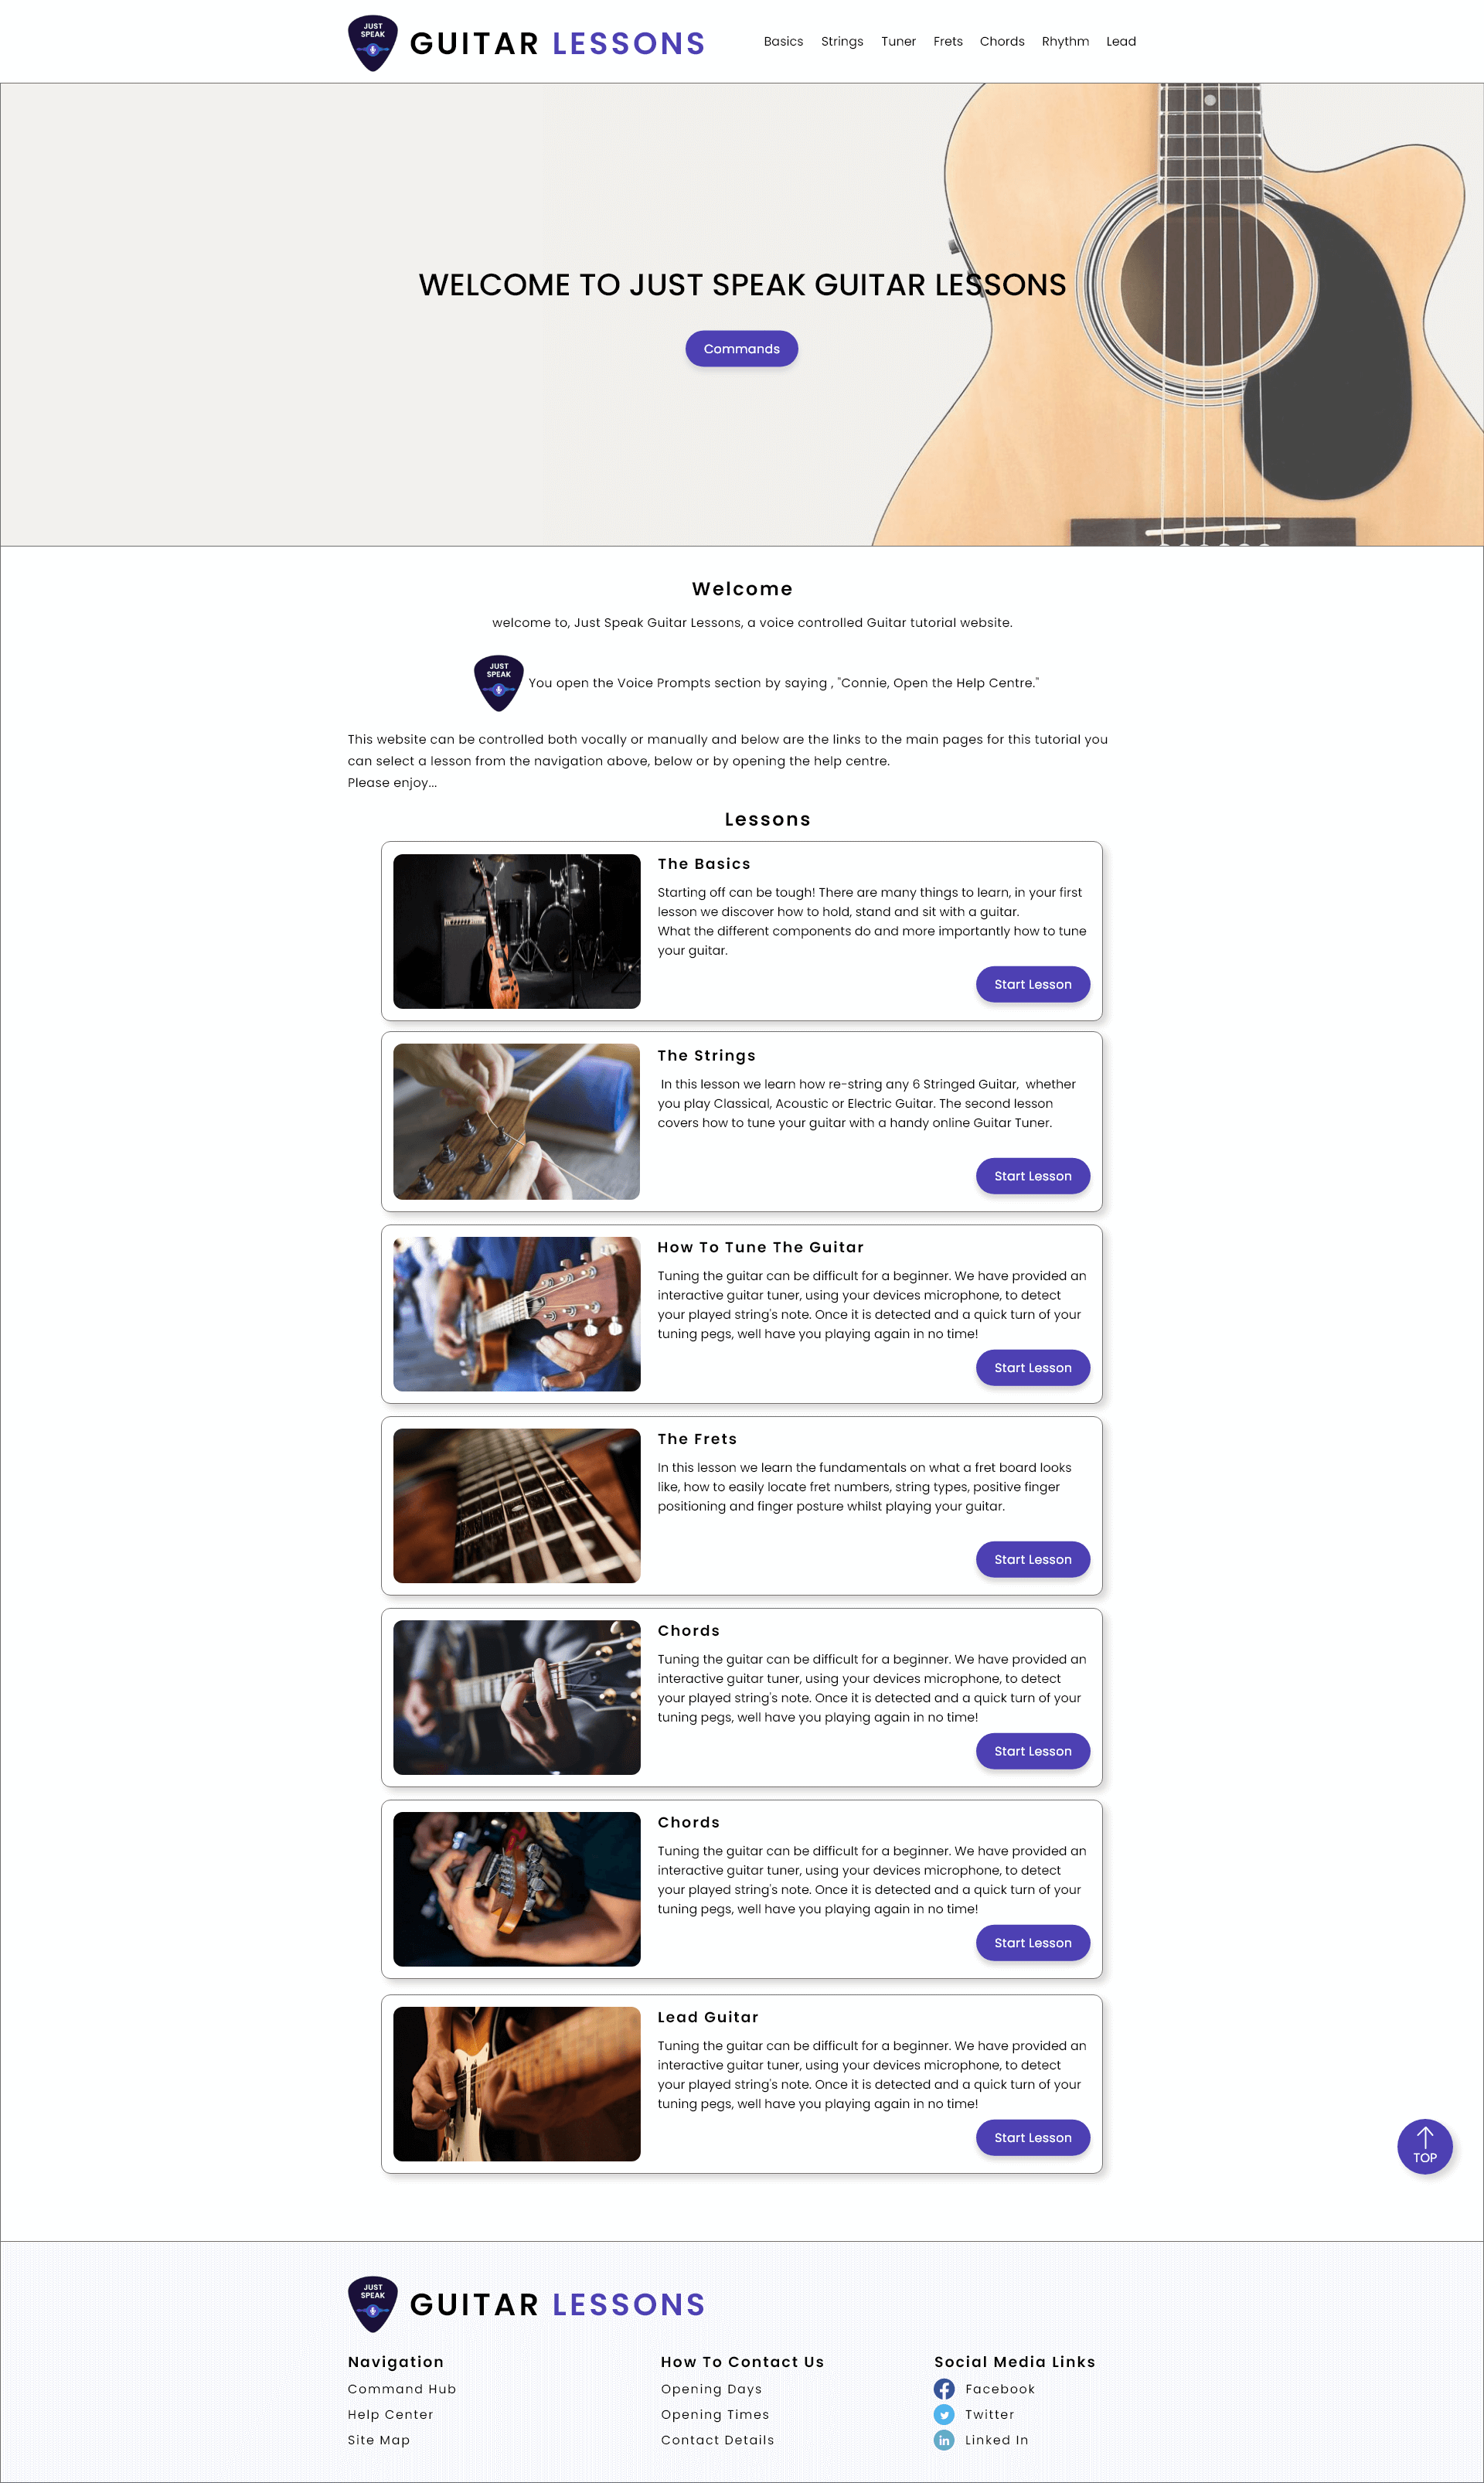 JUST
SPEAK
GUITAR LESSONS
Basics Strings Tuner Frets Chords Rhythm Lead
WELCOME TO JUST SPEAK GUITAR LESSONS
Commands
Welcome
welcome to, Just Speak Guitar Lessons, a voice controlled Guitar tutorial website.
JUST
SPEAK
You open the Voice Prompts section by saying , "Connie, Open the Help Centre."
This website can be controlled both vocally or manually and below are the links to the main pages for this tutorial you
can select a lesson from the navigation above, below or by opening the help centre.
Please enjoy...
Lessons
The Basics
Starting off can be tough! There are many things to learn, in your first
lesson we discover how to hold, stand and sit with a guitar.
What the different components do and more importantly how to tune
your guitar.
Start Lesson
The Strings
In this lesson we learn how re-string any 6 Stringed Guitar, whether
you play Classical, Acoustic or Electric Guitar. The second lesson
covers how to tune your guitar with a handy online Guitar Tuner.
Start Lesson
How To Tune The Guitar
Tuning the guitar can be difficult for a beginner. We have provided an
interactive guitar tuner, using your devices microphone, to detect
your played string's note. Once it is detected and a quick turn of your
tuning pegs, well have you playing again in no time!
Start Lesson
The Frets
In this lesson we learn the fundamentals on what a fret board looks
like, how to easily locate fret numbers, string types, positive finger
positioning and finger posture whilst playing your guitar.
Start Lesson
Chords
Tuning the guitar can be difficult for a beginner. We have provided an
interactive guitar tuner, using your devices microphone, to detect
your played string's note. Once it is detected and a quick turn of your
tuning pegs, well have you playing again in no time!
Start Lesson
Chords
Tuning the guitar can be difficult for a beginner. We have provided an
interactive guitar tuner, using your devices microphone, to detect
your played string's note. Once it is detected and a quick turn of your
tuning pegs, well have you playing again in no time!
Start Lesson
Lead Guitar
Tuning the guitar can be difficult for a beginner. We have provided an
interactive guitar tuner, using your devices microphone, to detect
your played string's note. Once it is detected and a quick turn of your
tuning pegs, well have you playing again in no time!
Start Lesson
TOP
JUST
SPEAK
GUITAR LESSONS
Navigation
Command Hub
Help Center
Site Map
How To Contact Us
Opening Days
Opening Times
Contact Details
Social Media Links
Facebook
Twitter
in Linked In